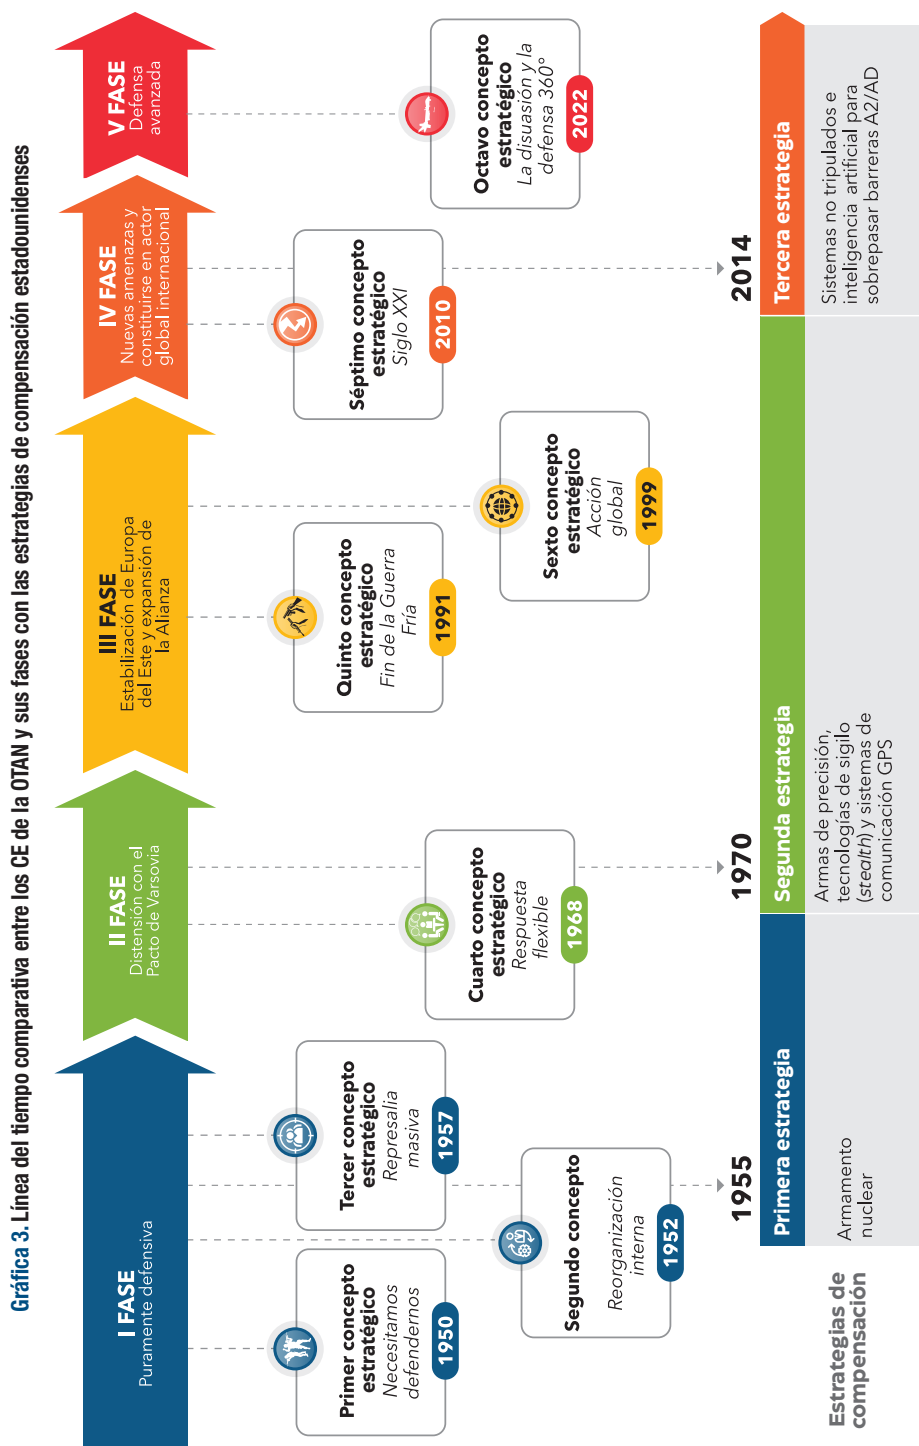 Gráfica 3. Línea del tiempo comparativa entre los CE de la OTAN y sus fases con las estrategias de compensación estadounidenses
I FASE
Puramente defensiva
II FASE
Distensión con el
Pacto de Varsovia
III FASE
Estabilización de Europa
del Este y expansión de
la Alianza
IV FASE
Nuevas amenazas y
constituirse en actor
global internacional
V FASE
Defensa
avanzada
Primer concepto
estratégico
Necesitamos
defendernos
1950
Segundo concepto
Reorganización
interna
1952
Tercer concepto
estratégico
Represalia
masiva
1957
Cuarto concepto
estratégico
Respuesta
flexible
1968
Quinto concepto
estratégico
Fin de la Guerra
Fría
1991
Sexto concepto
estratégico
Acción
global
1999
Séptimo concepto
estratégico
Siglo XXI
2010
Octavo concepto
estratégico
La disuasión y la
defensa 360°
2022
1955
1970
2014
Estrategias de
compensación
Primera estrategia
Armamento
nuclear
Segunda estrategia
Armas de precisión,
tecnologías de sigilo
(stealth) y sistemas de
comunicación GPS
Tercera estrategia
Sistemas no tripulados e
inteligencia artificial para
sobrepasar barreras A2/AD